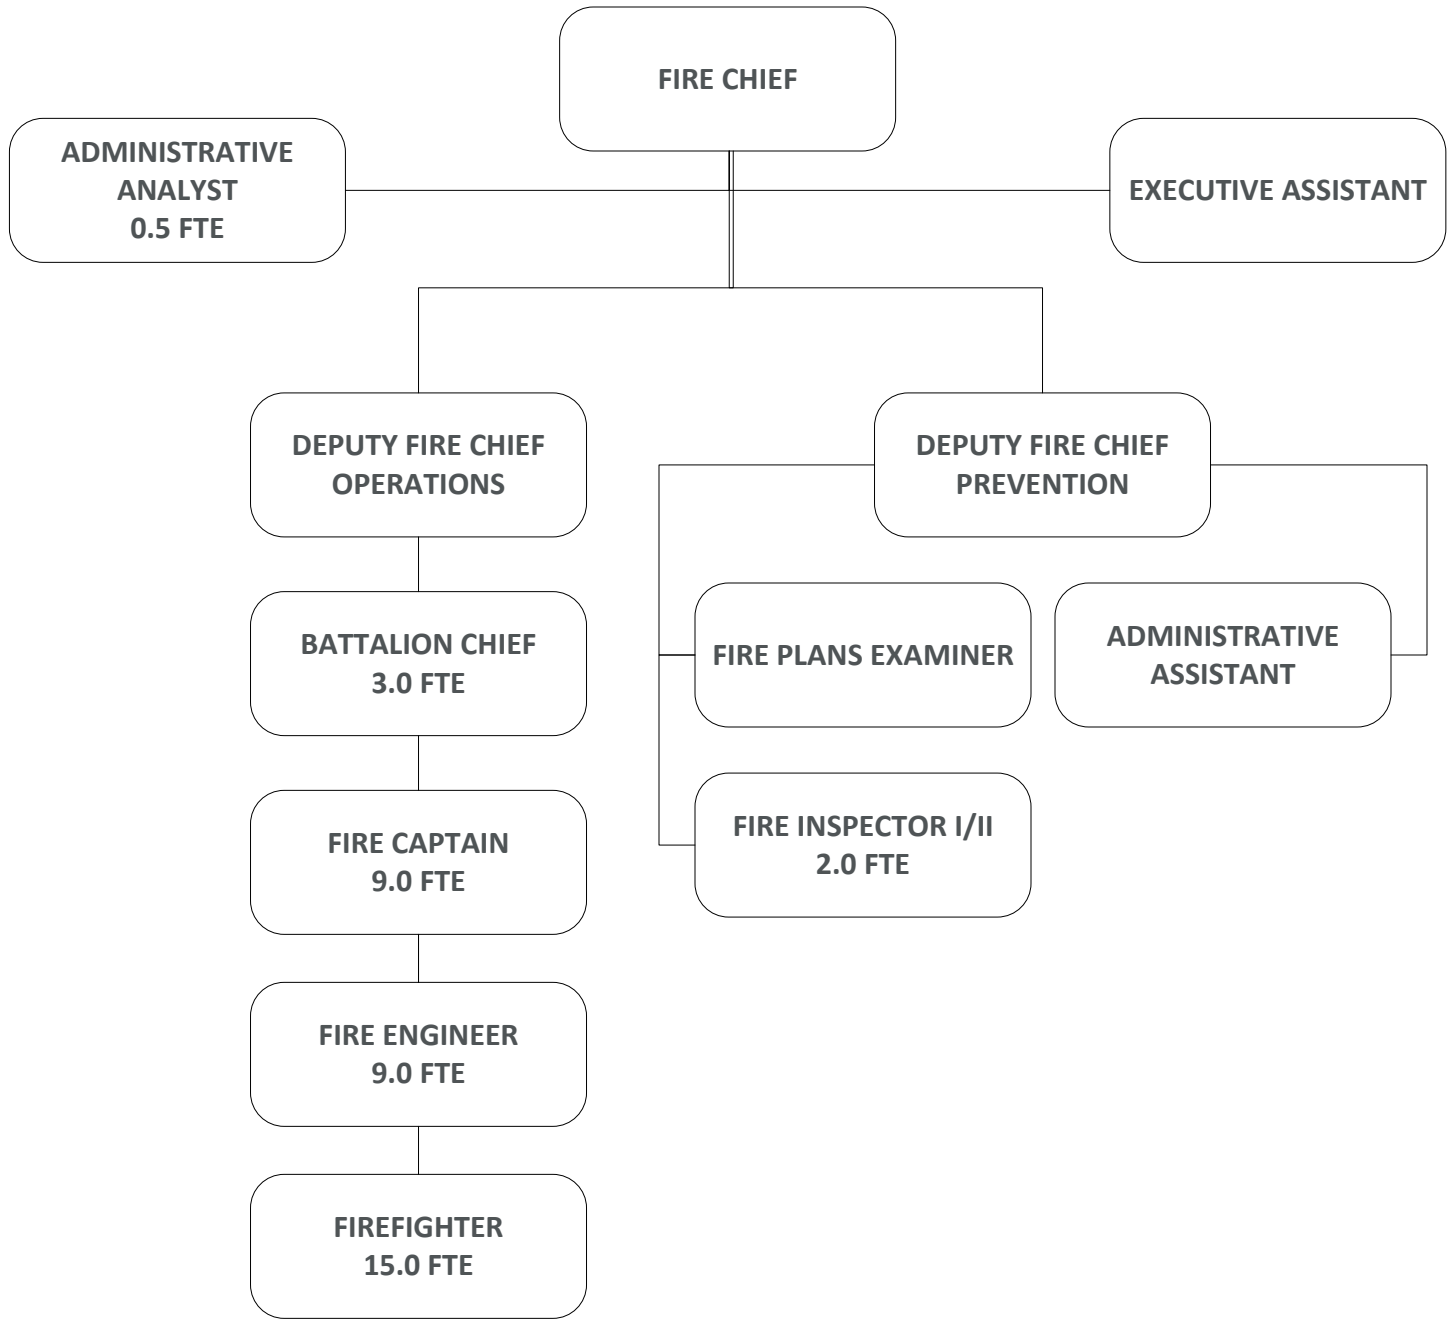 FIRE CHIEF
ADMINISTRATIVE
ANALYST
0.5 FTE
EXECUTIVE ASSISTANT
DEPUTY FIRE CHIEF
OPERATIONS
DEPUTY FIRE CHIEF
PREVENTION
BATTALION CHIEF
3.0 FTE
FIRE PLANS EXAMINER
ADMINISTRATIVE
ASSISTANT
FIRE CAPTAIN
9.0 FTE
FIRE INSPECTOR I/II
2.0 FTE
FIRE ENGINEER
9.0 FTE
FIREFIGHTER
15.0 FTE